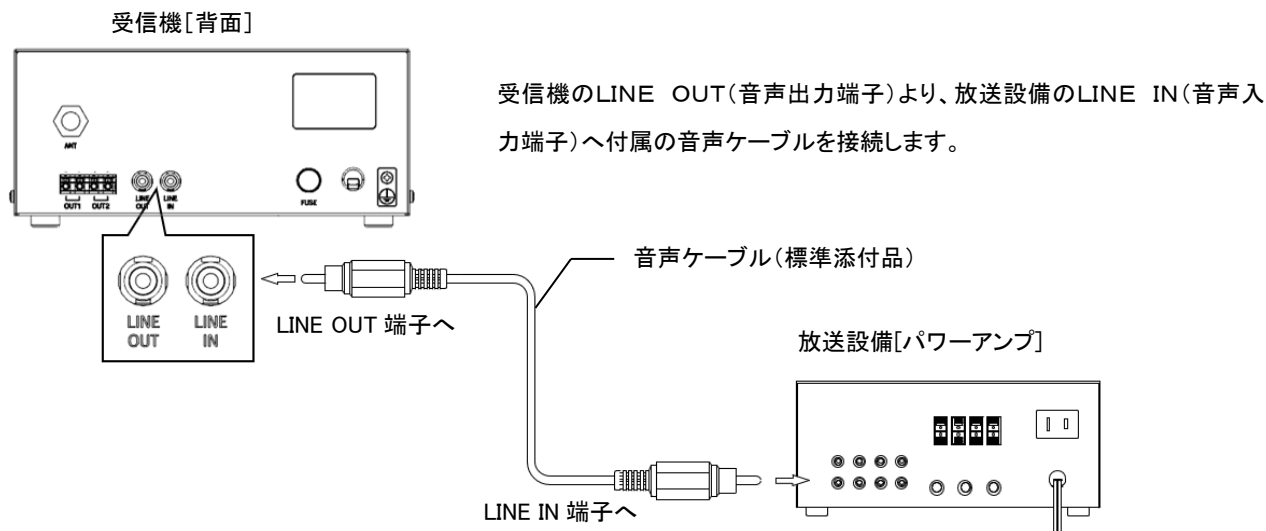 受信機[背面]
受信機のLINE OUT(音声出力端子)より、放送設備のLINE IN(音声入
力端子)へ付属の音声ケーブルを接続します。
ANT
OUT1 OUT2
LINE OUT
LINE IN
FUSE
音声ケーブル(標準添付品)
LINE OUT
LINE IN
LINE OUT 端子へ
放送設備[パワーアンプ]
LINE IN 端子へ